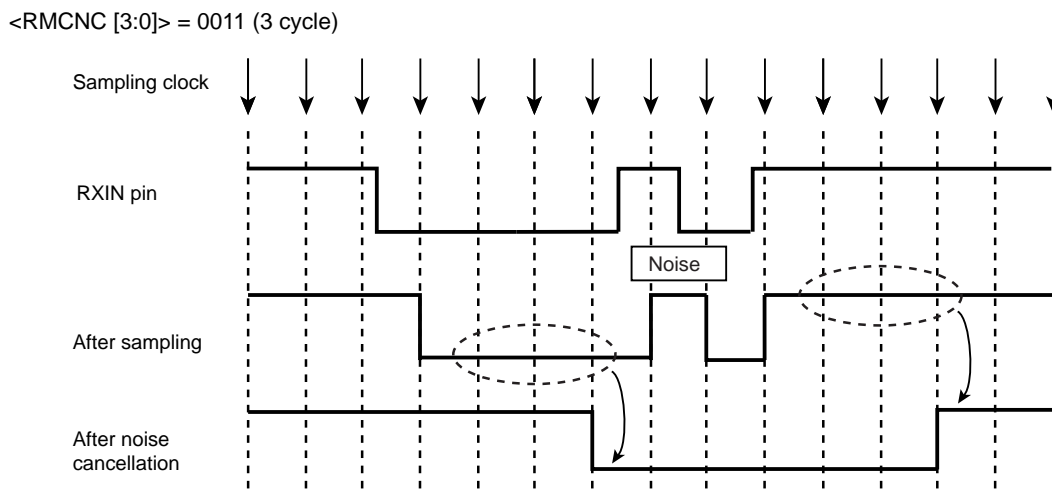 <RMCNC [3:0]> = 0011 (3 cycle)
Sampling clock
RXIN pin
Noise
After sampling
After noise
cancellation